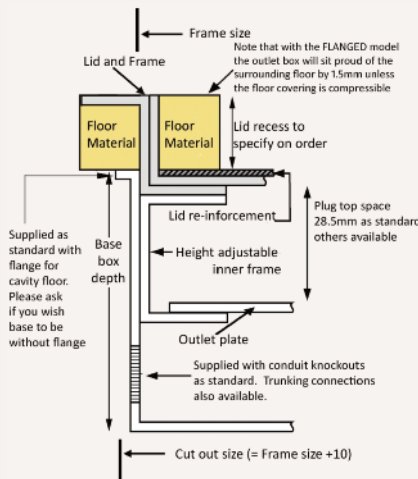 Frame size
Note that with the FLANGED model
the outlet box will sit proud of the
surrounding floor by 1.5mm unless
the floor covering is compressible
Lid and Frame
Floor
Material
Floor
Material
Lid recess to
specify on order
Lid re-inforcement
Plug top space
28.5mm as standard
others available
Supplied as
standard with
flange for
cavity floor.
Please ask
if you wish
base to be
without flange
Base
box
depth
Height adjustable
inner frame
Outlet plate
Supplied with conduit knockouts
as standard. Trunking connections
also available.
Cut out size (= Frame size +10)